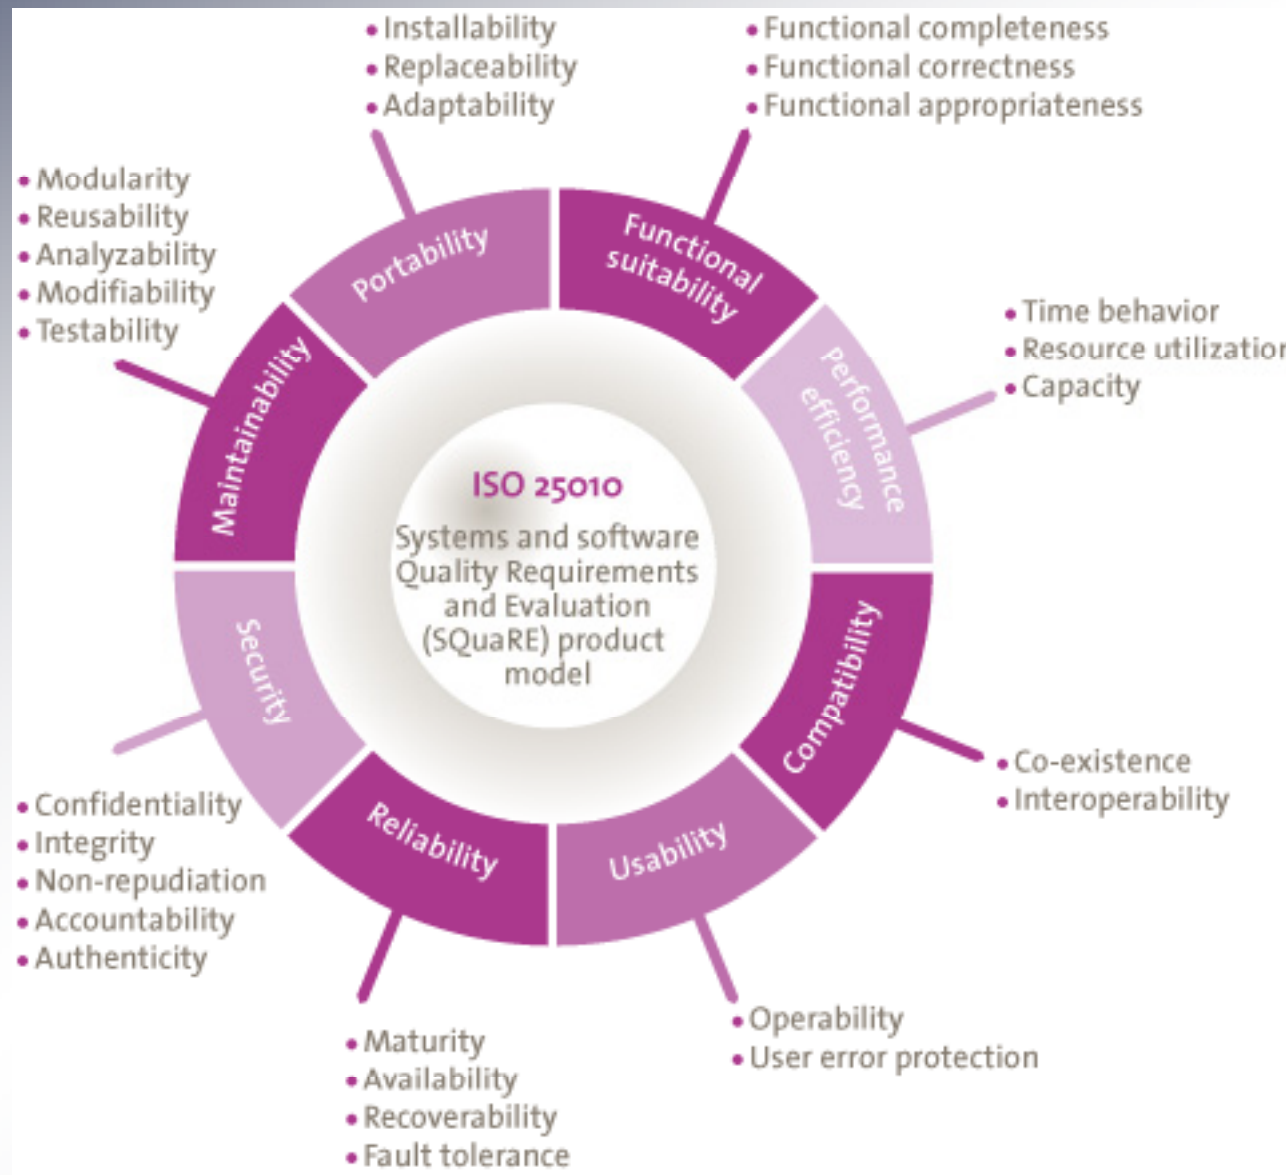 • Installability
• Replaceability
• Adaptability
• Functional completeness
• Functional correctness
• Functional appropriateness
• Modularity
• Reusability
• Analyzability
• Modifiability
• Testability
Portability
Functional
suitability
• Time behavior
• Resource utilization
• Capacity
Performance
efficiency
Maintainability
ISO 25010
Systems and software
Quality Requirements
and Evaluation
(SQuaRE) product
model
Security
Compatibility
• Co-existence
• Interoperability
• Confidentiality
• Integrity
• Non-repudiation
• Accountability
• Authenticity
Reliability
Usability
• Operability
• User error protection
• Maturity
• Availability
• Recoverability
• Fault tolerance